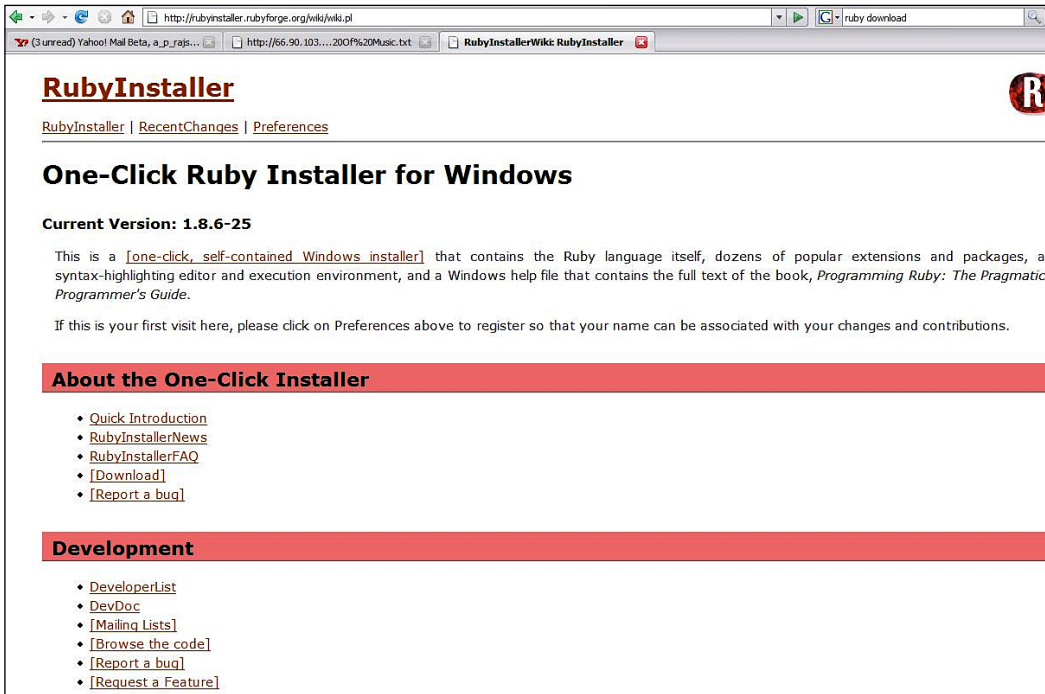 http://rubyinstaller.rubyforge.org/wiki/wiki.pl
G
ruby download
Y? (3 unread) Yahoo! Mail Beta, a_p_rajs...
http://66.90.103....20Of%20Music.txt
RubyInstallerWiki: RubyInstaller
RubyInstaller
R
RubyInstaller | RecentChanges | Preferences
One-Click Ruby Installer for Windows
Current Version: 1.8.6-25
This is a [one-click, self-contained Windows installer] that contains the Ruby language itself, dozens of popular extensions and packages, a
syntax-highlighting editor and execution environment, and a Windows help file that contains the full text of the book, Programming Ruby: The Pragmatic
Programmer's Guide.
If this is your first visit here, please click on Preferences above to register so that your name can be associated with your changes and contributions.
About the One-Click Installer
Quick Introduction
RubyInstallerNews
RubyInstallerFAQ
[Download]
[Report a bug]
Development
DeveloperList
DevDoc
[Mailing Lists]
[Browse the code]
[Report a bug]
[Request a Feature]